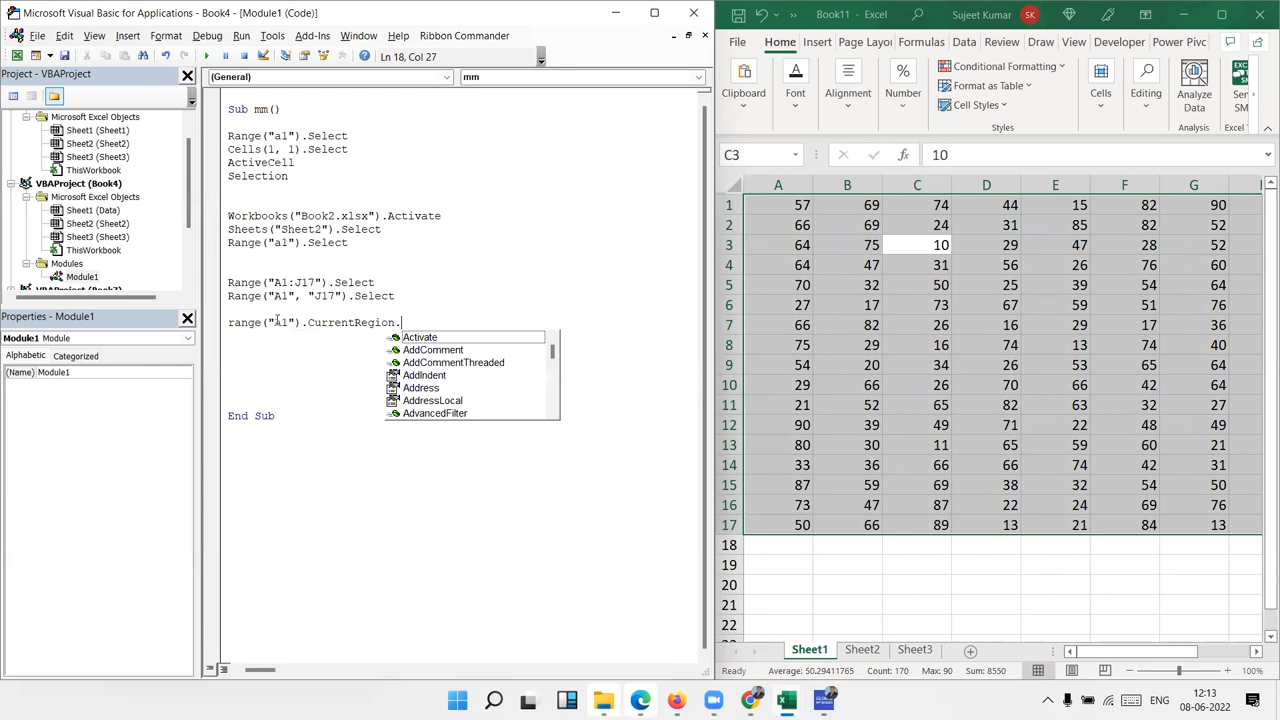 Microsoft Visual Basic for Applications - Book4 - [Module1 (Code)]
File Edit View Insert Format Debug Run Tools Add-Ins Window Help Ribbon Commander
Ln 18, Col 27
Project - VBAProject
Microsoft Excel Objects
Sheet1 (Sheet1)
Sheet2 (Sheet2)
Sheet3 (Sheet3)
ThisWorkbook
VBAProject (Book4)
Microsoft Excel Objects
Sheet1 (Data)
Sheet2 (Sheet2)
Sheet3 (Sheet3)
ThisWorkbook
Modules
Module1
Properties - Module1
Module1 Module
Alphabetic Categorized
(Name) Module1
(General) mm
Sub mm()
Range("a1").Select
Cells(1, 1).Select
ActiveCell
Selection
Workbooks("Book2.xlsx").Activate
Sheets("Sheet2").Select
Range("a1").Select
Range("A1:J17").Select
Range("A1", "J17").Select
range("A1").CurrentRegion.
Activate
AddComment
AddCommentThreaded
AddIndent
Address
AddressLocal
AdvancedFilter
End Sub
Book11 - Excel Sujeet Kumar SK
File Home Insert Page Layou Formulas Data Review Draw View Developer Power Pivc
Clipboard Font Alignment Number
Conditional Formatting
Format as Table
Cell Styles
Styles
Cells Editing
Analyze Data
Analysis
Exce
Send
SM
Excel 1
C3 fx 10
A B C D E F G
1 57 69 74 44 15 82 90
2 66 69 24 31 85 82 52
3 64 75 10 29 47 28 52
4 64 47 31 56 26 76 60
5 70 32 50 25 39 39 54
6 27 17 73 67 59 51 76
7 66 82 26 16 29 17 36
8 75 29 16 74 13 74 40
9 54 20 34 26 53 65 64
10 29 66 26 70 66 42 64
11 21 52 65 82 63 32 27
12 90 39 49 71 22 48 49
13 80 30 11 65 59 60 21
14 33 36 66 66 74 42 31
15 87 59 69 38 32 54 50
16 73 47 87 22 24 69 76
17 50 66 89 13 21 84 13
18
19
20
21
22
Sheet1 Sheet2 Sheet3
Ready Average: 50.29411765 Count: 170 Max: 90 Sum: 8550 100%
ENG 12:13
08-06-2022